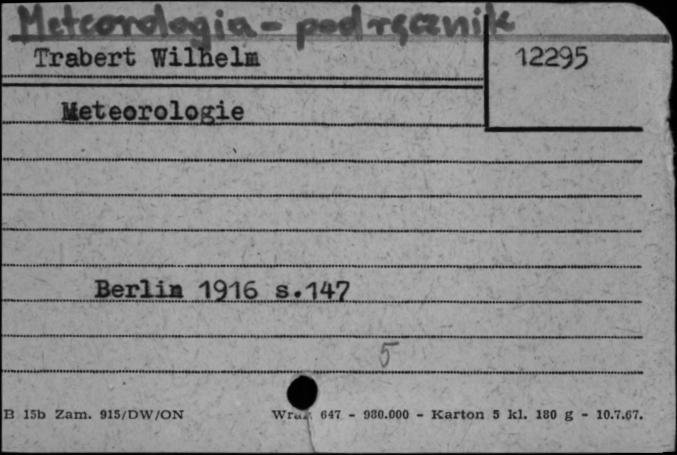 Meteorologia - podręcznik
Trabert Wilhelm
12295
Meteorologie
Berlin 1916 s.147
5
B 15b Zam. 915/DW/ON 647 - 980.000 - Karton 5 kl. 180 g - 10.7.67.